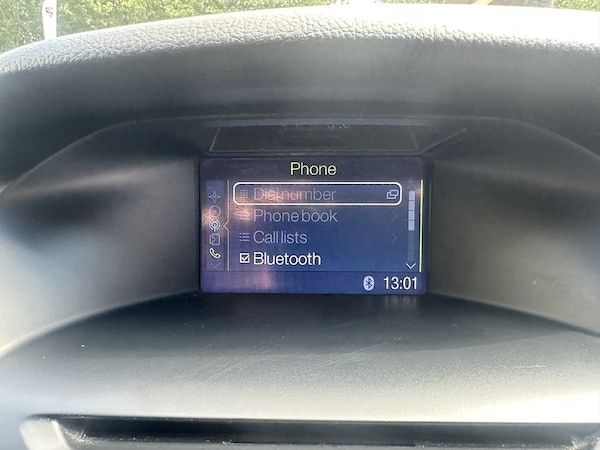 Phone
Dial number
Phone book
Call lists
Bluetooth
13:01